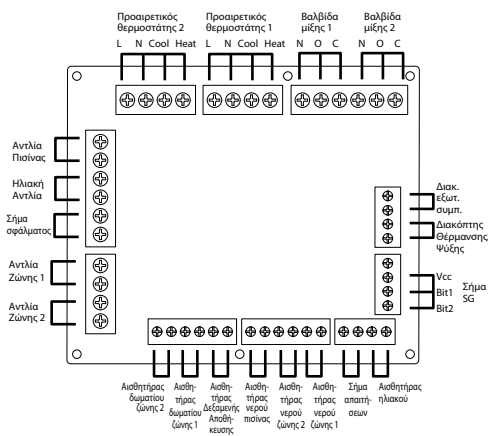 Προαιρετικός
θερμοστάτης 2
L N Cool Heat
Προαιρετικός
θερμοστάτης 1
L N Cool Heat
Βαλβίδα
μίξης 1
N O C
Βαλβίδα
μίξης 2
N O C
Αντλία
Πισίνας
Ηλιακή
Αντλία
Σήμα
σφάλματος
Αντλία
Ζώνης 1
Αντλία
Ζώνης 2
Διακ.
εξωτ.
συμπ.
Διακόπτης
Θέρμανσης
Ψύξης
Vcc
Bit1
Bit2
Σήμα
SG
Αισθητήρας
δωματίου
ζώνης 2
Αισθη-
τήρας
δωματίου
ζώνης 1
Αισθη-
τήρας
Δεξαμενής
Αποθή-
κευσης
Αισθη-
τήρας
νερού
πισίνας
Αισθη-
τήρας
νερού
ζώνης 2
Αισθη-
τήρας
νερού
ζώνης 1
Σήμα
απαιτή-
σεων
Αισθητήρας
ηλιακού